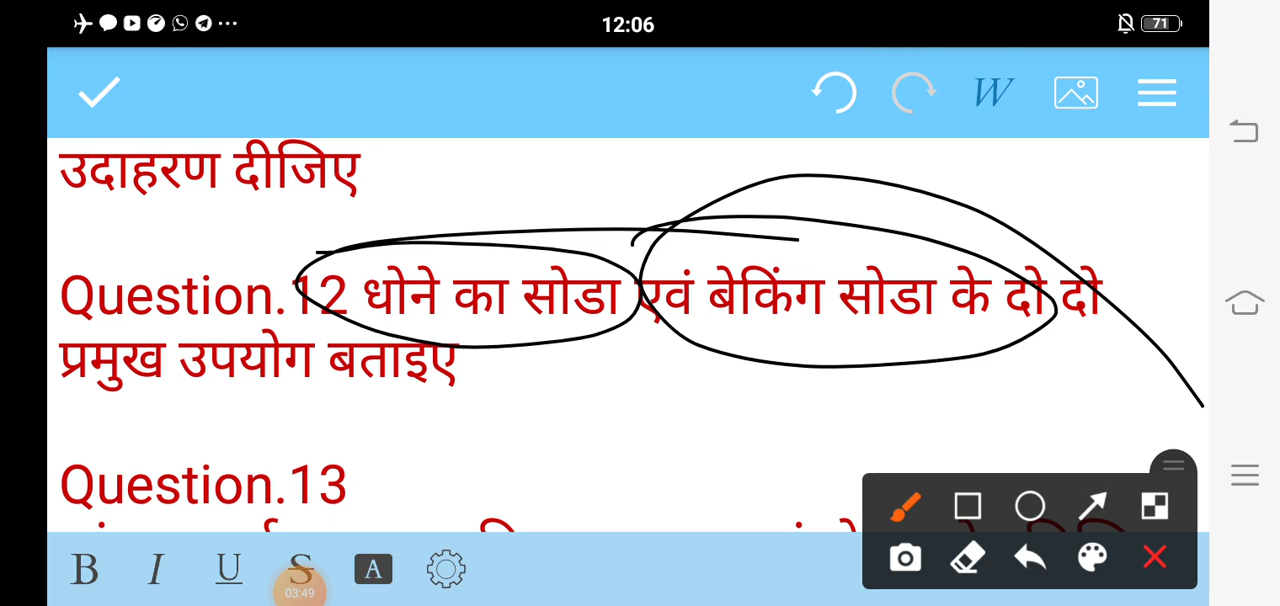 12:06
71
W
उदाहरण दीजिए
Question.12 धोने का सोडा एवं बेकिंग सोडा के दो दो
प्रमुख उपयोग बताइए
Question.13
B I U S A
03:49